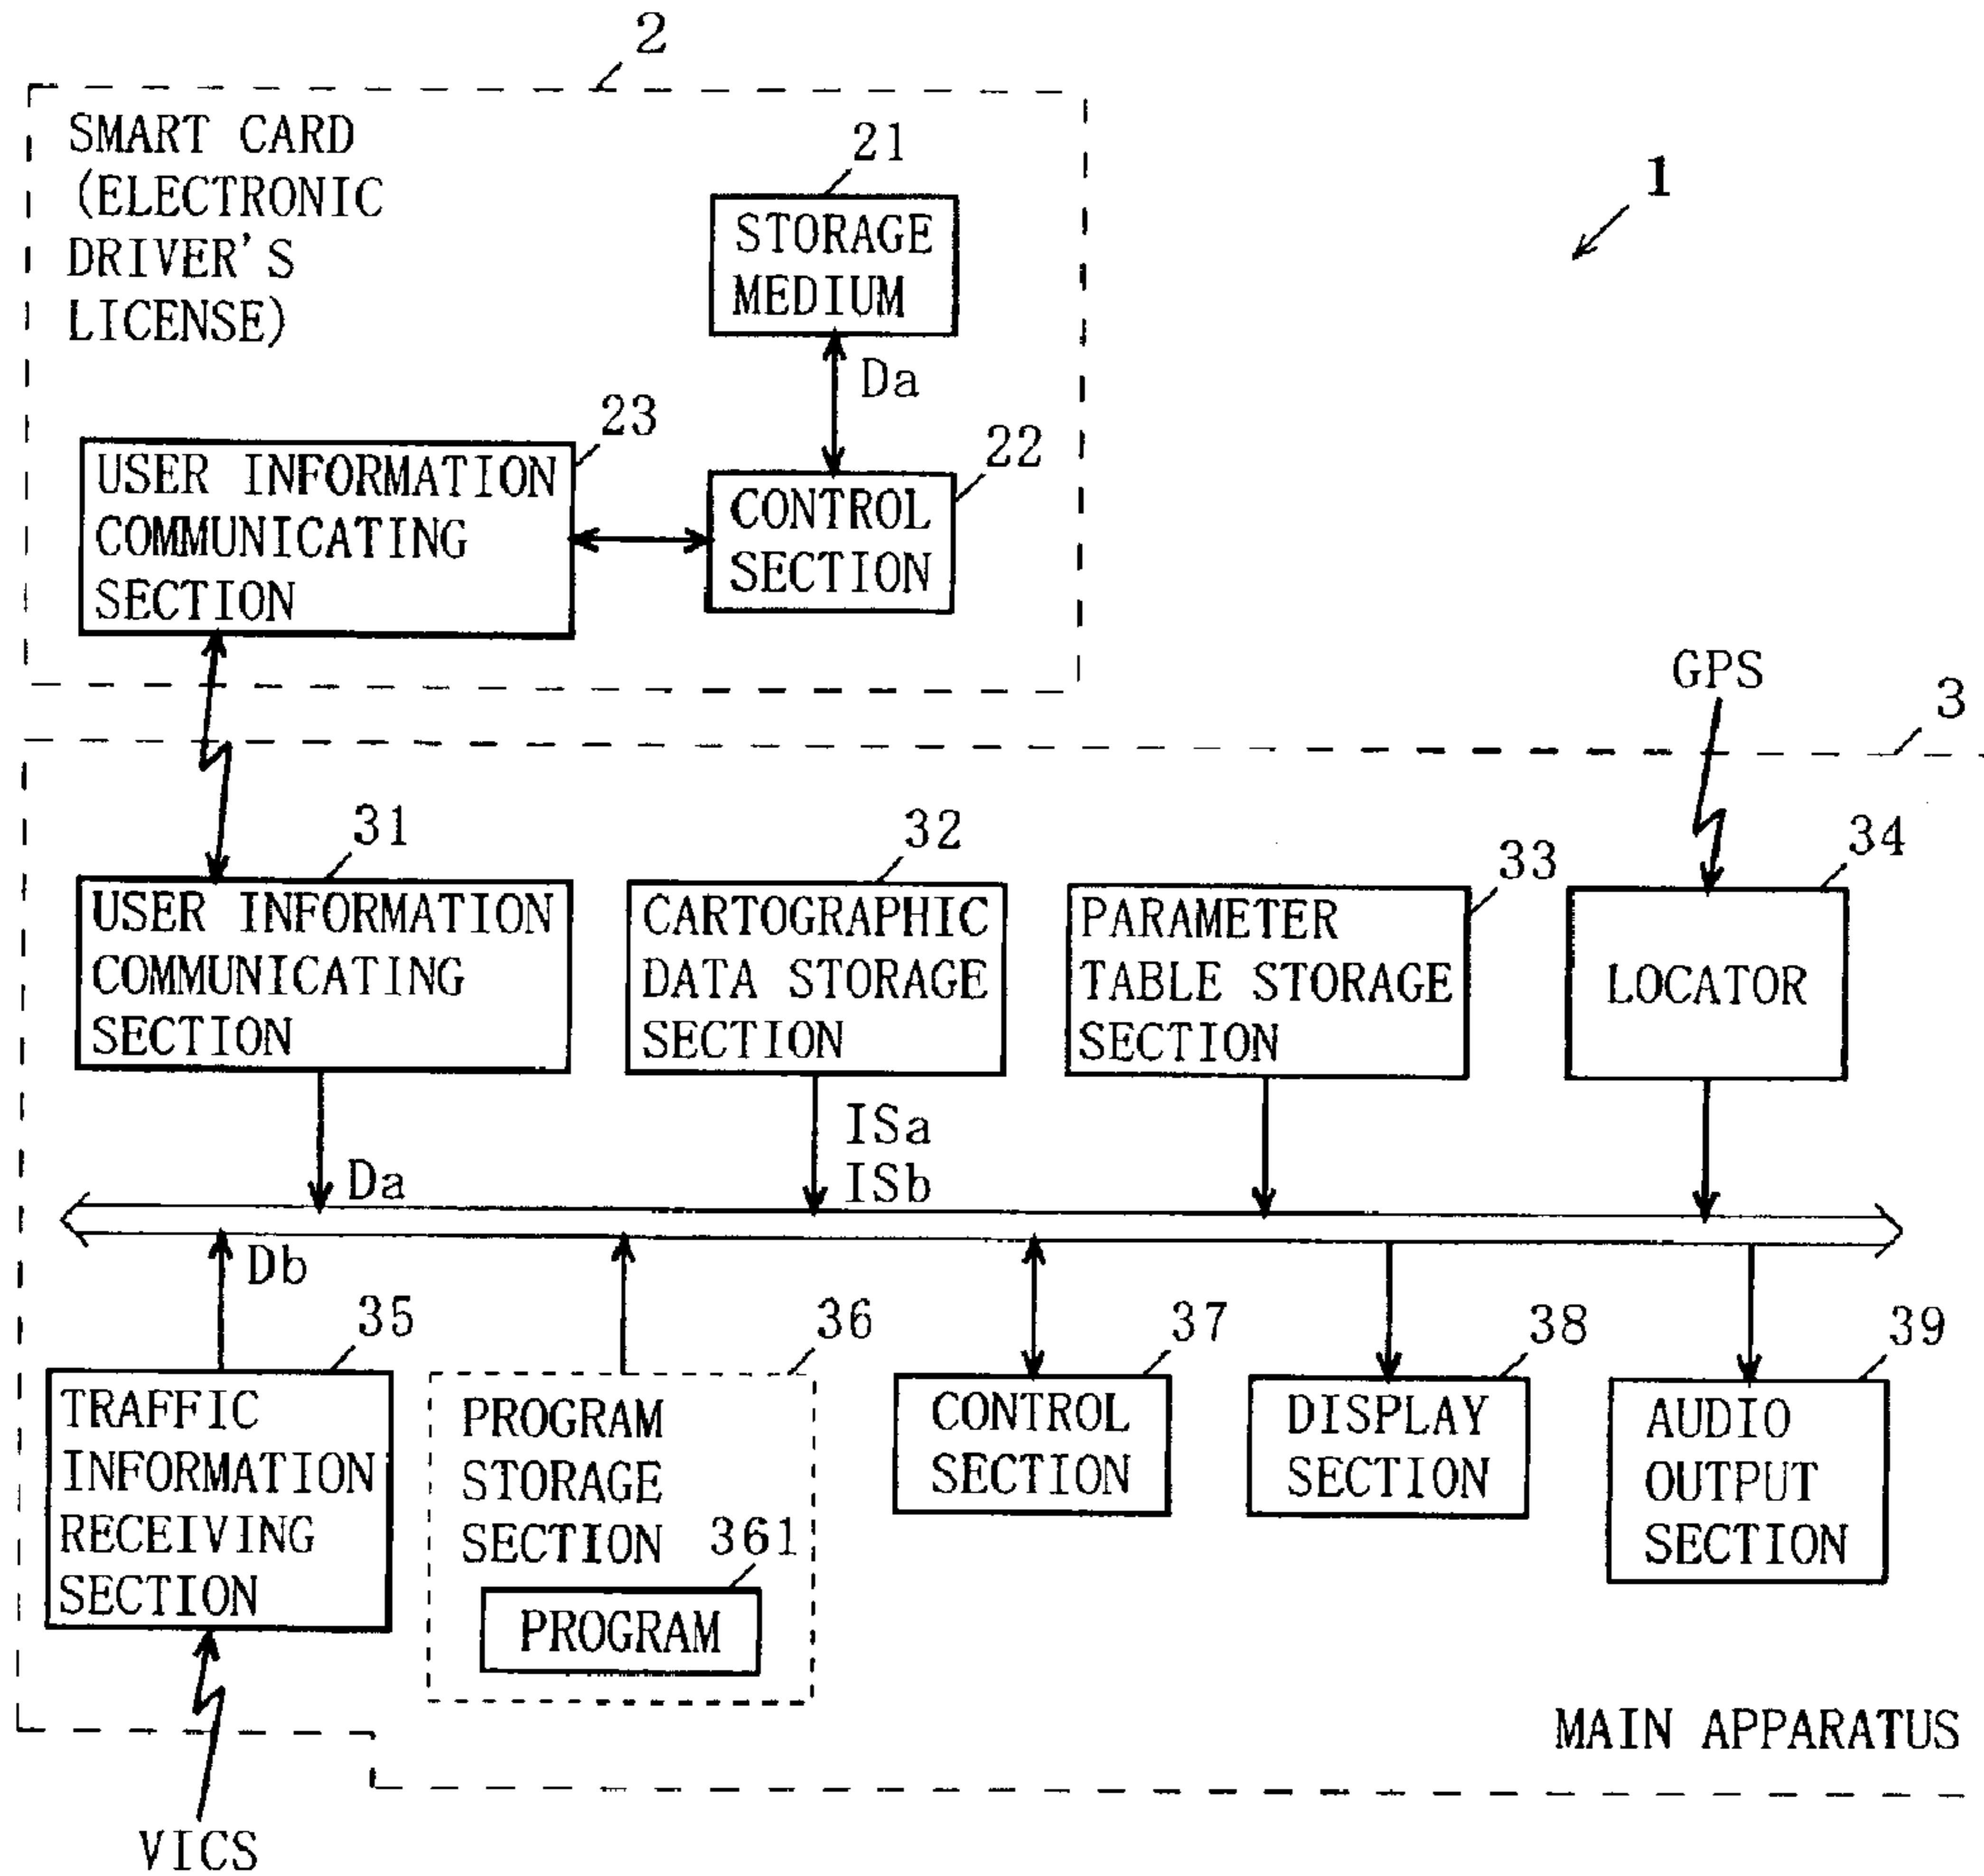 2
SMART CARD
(ELECTRONIC
DRIVER'S
LICENSE)
21
STORAGE
MEDIUM
1
Da
23
USER INFORMATION
COMMUNICATING
SECTION
22
CONTROL
SECTION
GPS
3
31
USER INFORMATION
COMMUNICATING
SECTION
32
CARTOGRAPHIC
DATA STORAGE
SECTION
33
PARAMETER
TABLE STORAGE
SECTION
34
LOCATOR
Da
ISa
ISb
Db
35
TRAFFIC
INFORMATION
RECEIVING
SECTION
36
PROGRAM
STORAGE
SECTION
361
PROGRAM
37
CONTROL
SECTION
38
DISPLAY
SECTION
39
AUDIO
OUTPUT
SECTION
MAIN APPARATUS
VICS